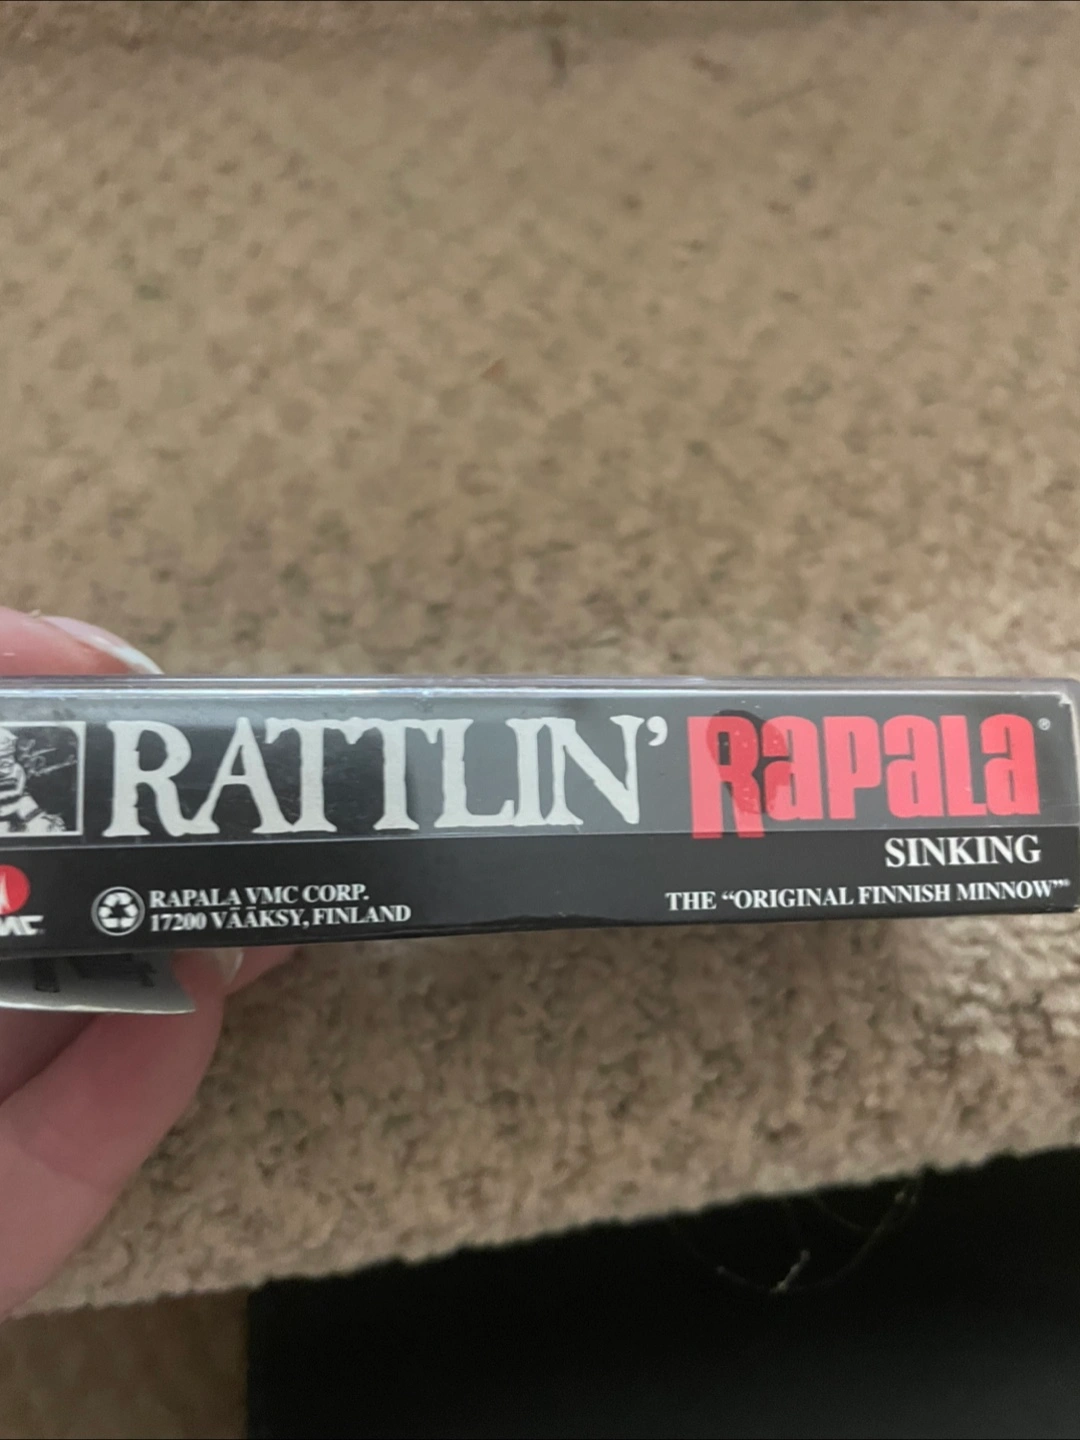 RATTLIN' Rapala®
SINKING
RAPALA VMC CORP.
17200 VÄÄKSY, FINLAND
THE “ORIGINAL FINNISH MINNOW”®